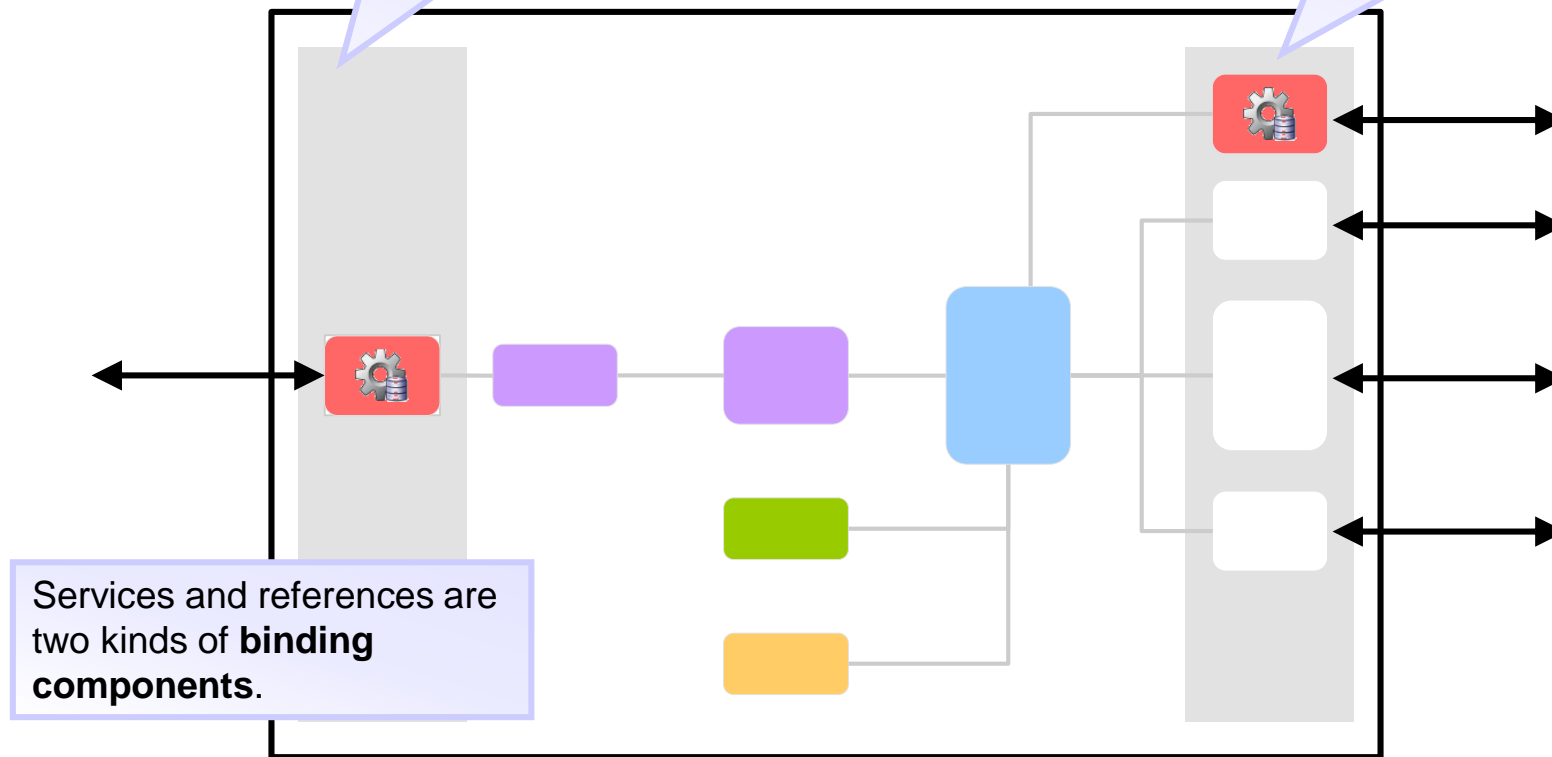 Services and references are
two kinds of binding
components.